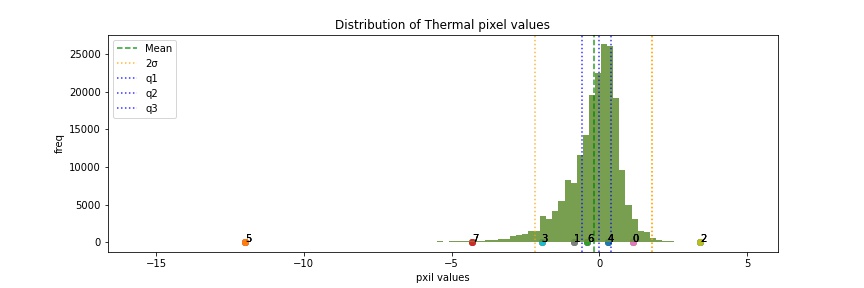 Distribution of Thermal pixel values
Mean
2σ
q1
q2
q3
freq
25000
20000
15000
10000
5000
0
5 7 3 1 6 4 0 2
−15 −10 −5 0 5
pxil values